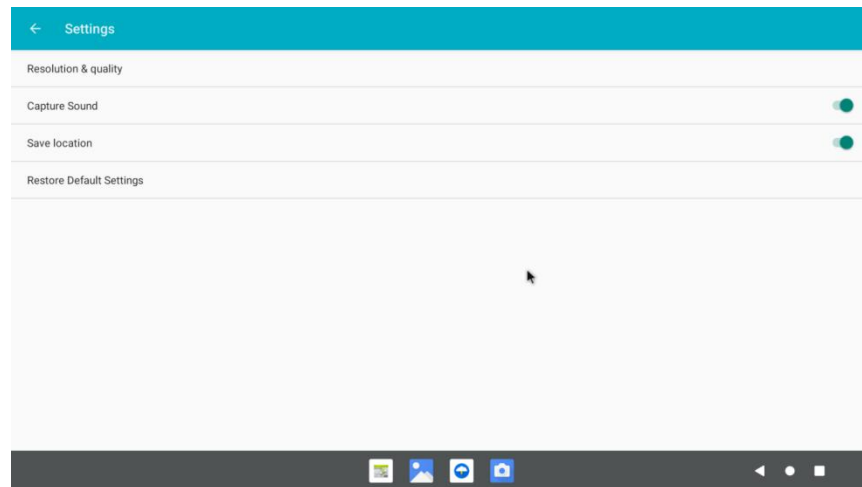 Settings
Resolution & quality
Capture Sound
Save location
Restore Default Settings